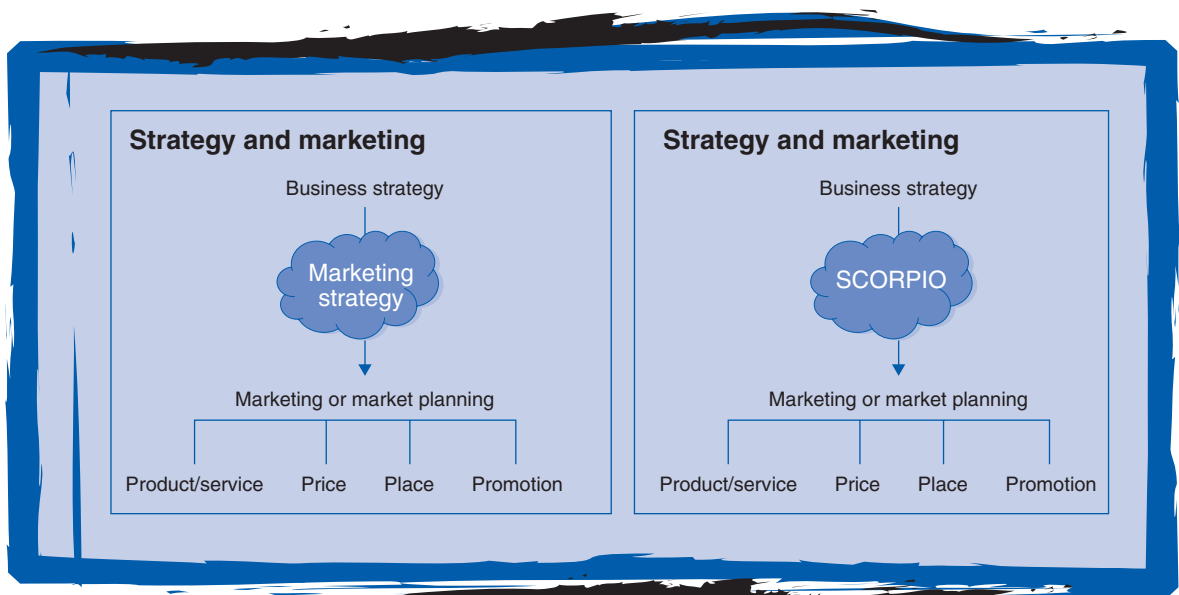 Strategy and marketing
Business strategy
Marketing
strategy
Marketing or market planning
Product/service Price Place Promotion
Strategy and marketing
Business strategy
SCORPIO
Marketing or market planning
Product/service Price Place Promotion